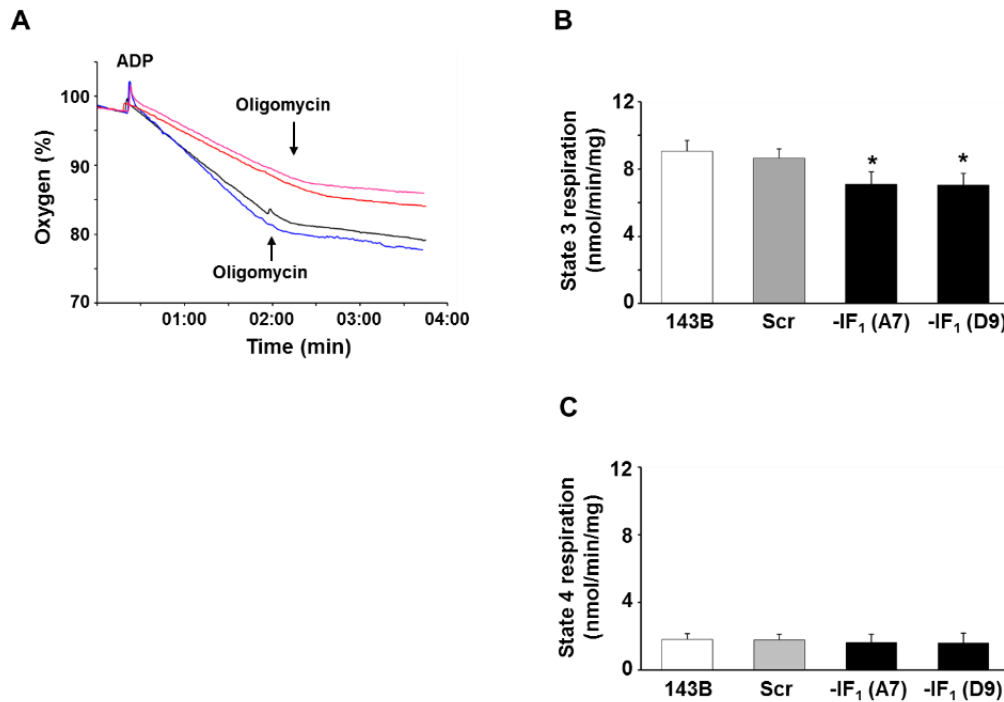 A
ADP
Oligomycin
100
90
80
70
Oxygen (%)
Oligomycin
01:00 02:00 03:00 04:00
Time (min)
B
State 3 respiration
(nmol/min/mg)
12
8
4
0
* *
143B Scr -IF₁ (A7) -IF₁ (D9)
C
State 4 respiration
(nmol/min/mg)
12
8
4
0
143B Scr -IF₁ (A7) -IF₁ (D9)